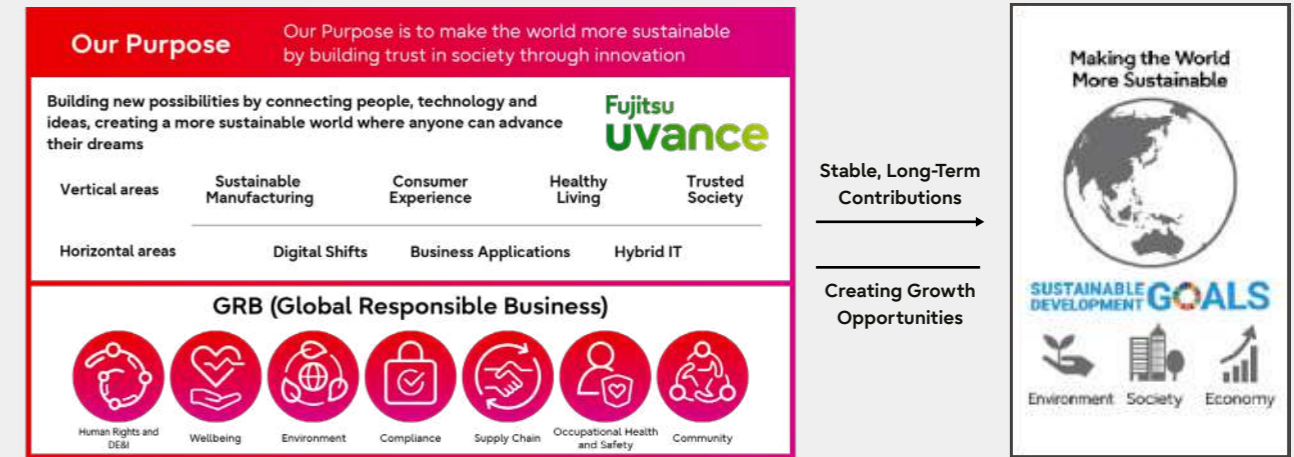 Our Purpose
Our Purpose is to make the world more sustainable
by building trust in society through innovation
Building new possibilities by connecting people, technology and
ideas, creating a more sustainable world where anyone can advance
their dreams
Fujitsu
uvance
Vertical areas
Sustainable
Manufacturing
Consumer
Experience
Healthy
Living
Trusted
Society
Horizontal areas
Digital Shifts
Business Applications
Hybrid IT
GRB (Global Responsible Business)
Human Rights and
DE&I
Wellbeing
Environment
Compliance
Supply Chain
Occupational Health
and Safety
Community
Stable, Long-Term
Contributions
Creating Growth
Opportunities
Making the World
More Sustainable
SUSTAINABLE
DEVELOPMENT
GOALS
Environment
Society
Economy